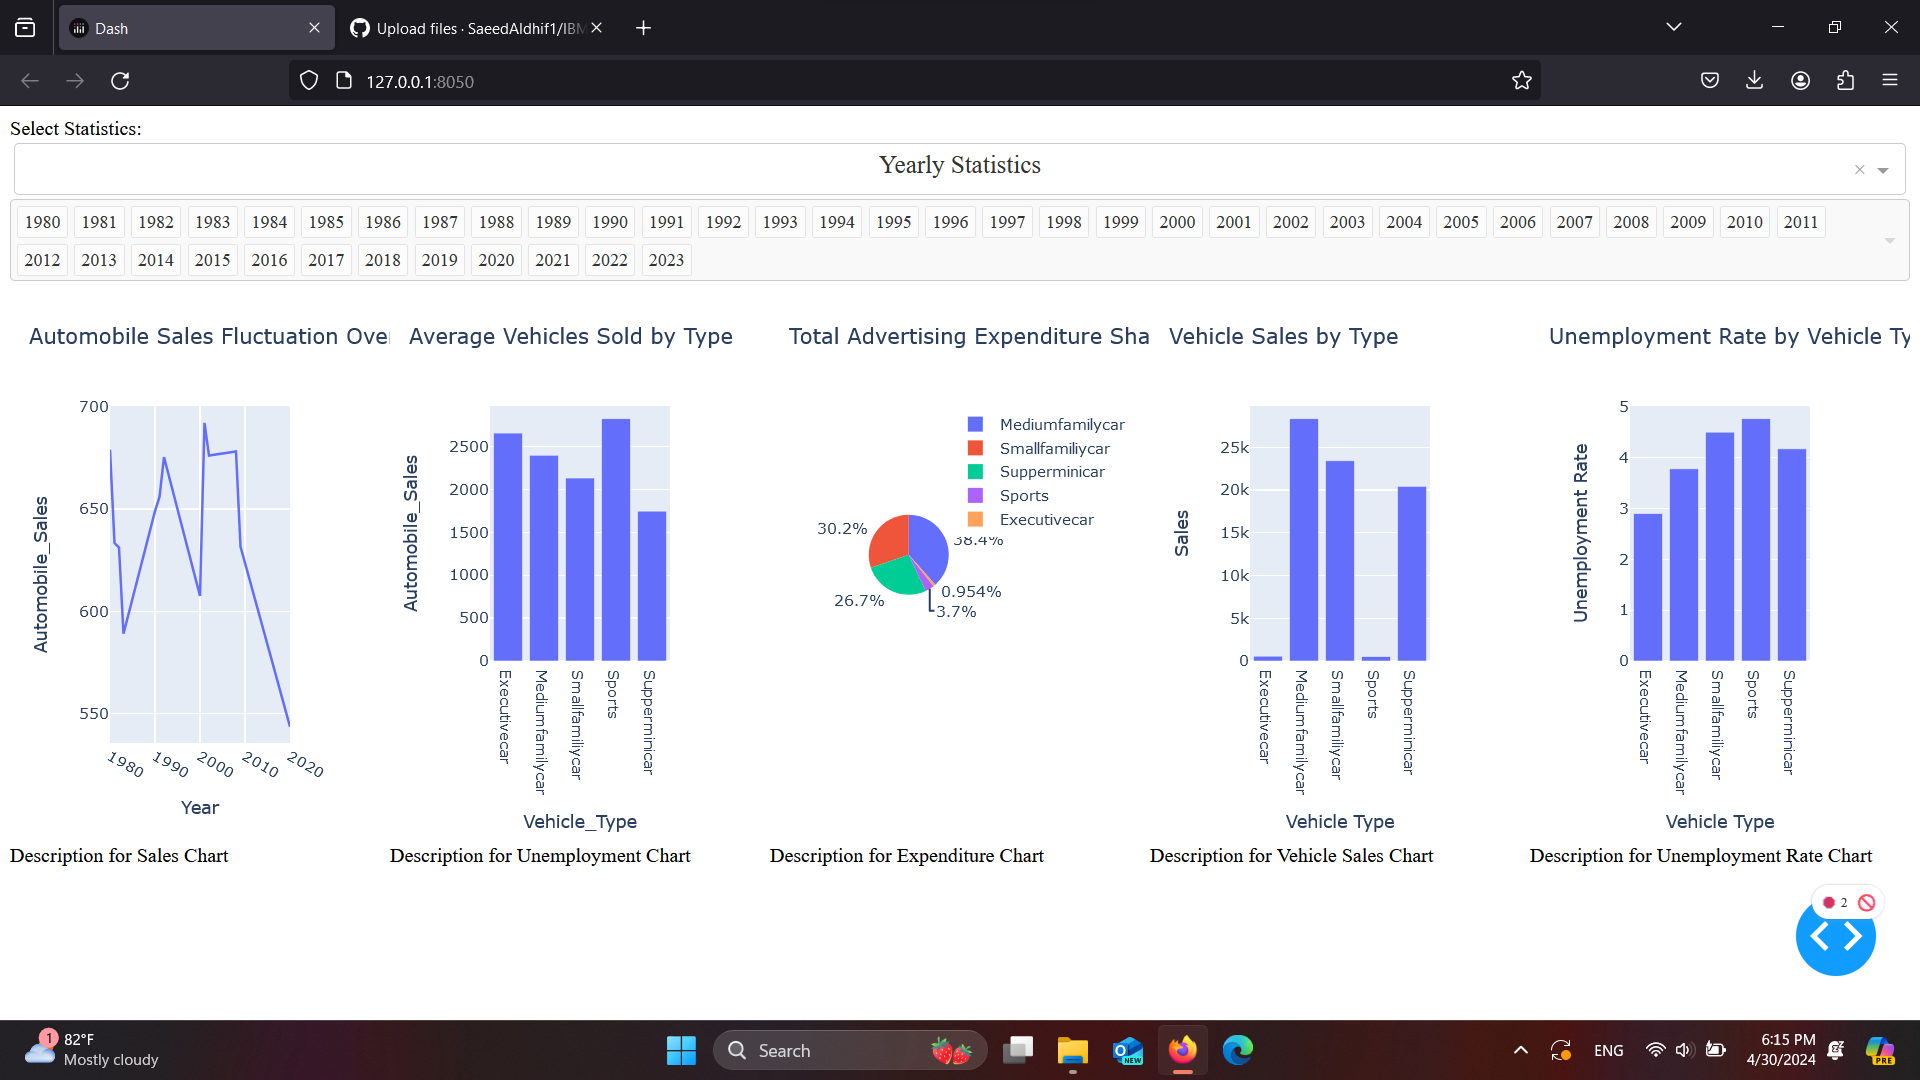 Dash
Upload files · SaeedAldhif1/IBM
127.0.0.1:8050
Select Statistics:
Yearly Statistics
1980 1981 1982 1983 1984 1985 1986 1987 1988 1989 1990 1991 1992 1993 1994 1995 1996 1997 1998 1999 2000 2001 2002 2003 2004 2005 2006 2007 2008 2009 2010 2011
2012 2013 2014 2015 2016 2017 2018 2019 2020 2021 2022 2023
Automobile Sales Fluctuation Over
700
650
600
550
Automobile_Sales
1980 1990 2000 2010 2020
Year
Description for Sales Chart
Average Vehicles Sold by Type
2500
2000
1500
1000
500
0
Automobile_Sales
Executivecar
Mediumfamilycar
Smallfamiliycar
Sports
Supperminicar
Vehicle_Type
Description for Unemployment Chart
Total Advertising Expenditure Sha
Mediumfamilycar
Smallfamiliycar
Supperminicar
Sports
Executivecar
30.2%
38.4%
26.7%
0.954%
3.7%
Description for Expenditure Chart
Vehicle Sales by Type
25k
20k
15k
10k
5k
0
Sales
Executivecar
Mediumfamilycar
Smallfamiliycar
Sports
Supperminicar
Vehicle Type
Description for Vehicle Sales Chart
Unemployment Rate by Vehicle Ty
5
4
3
2
1
0
Unemployment Rate
Executivecar
Mediumfamilycar
Smallfamiliycar
Sports
Supperminicar
Vehicle Type
Description for Unemployment Rate Chart
2
1
82°F
Mostly cloudy
Search
NEW
ENG
6:15 PM
4/30/2024
PRE